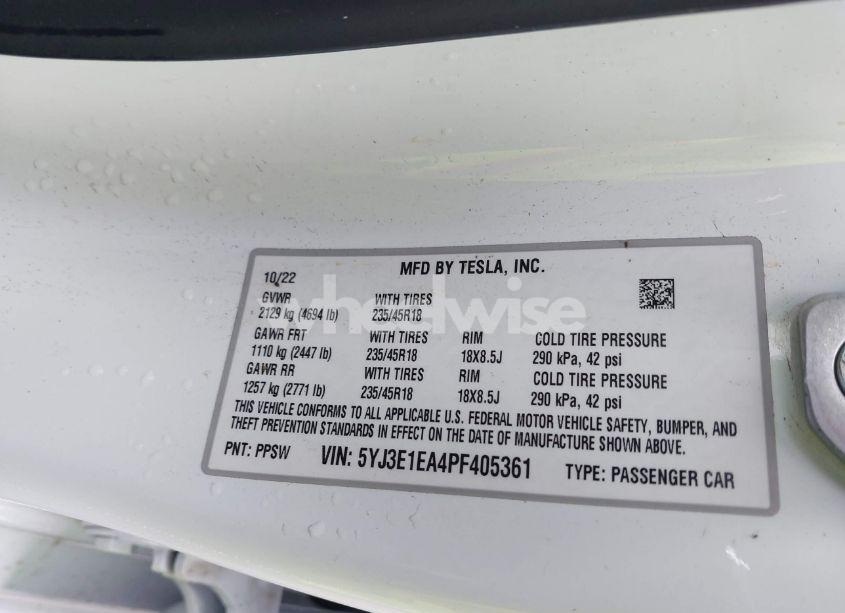 wheelwise
MFD BY TESLA, INC.
10/22
GVWR WITH TIRES
2129 kg (4694 lb) 235/45R18
GAWR FRT WITH TIRES RIM COLD TIRE PRESSURE
1110 kg (2447 lb) 235/45R18 18X8.5J 290 kPa, 42 psi
GAWR RR WITH TIRES RIM COLD TIRE PRESSURE
1257 kg (2771 lb) 235/45R18 18X8.5J 290 kPa, 42 psi
THIS VEHICLE CONFORMS TO ALL APPLICABLE U.S. FEDERAL MOTOR VEHICLE SAFETY, BUMPER, AND
THEFT PREVENTION STANDARDS IN EFFECT ON THE DATE OF MANUFACTURE SHOWN ABOVE.
PNT: PPSW VIN: 5YJ3E1EA4PF405361 TYPE: PASSENGER CAR